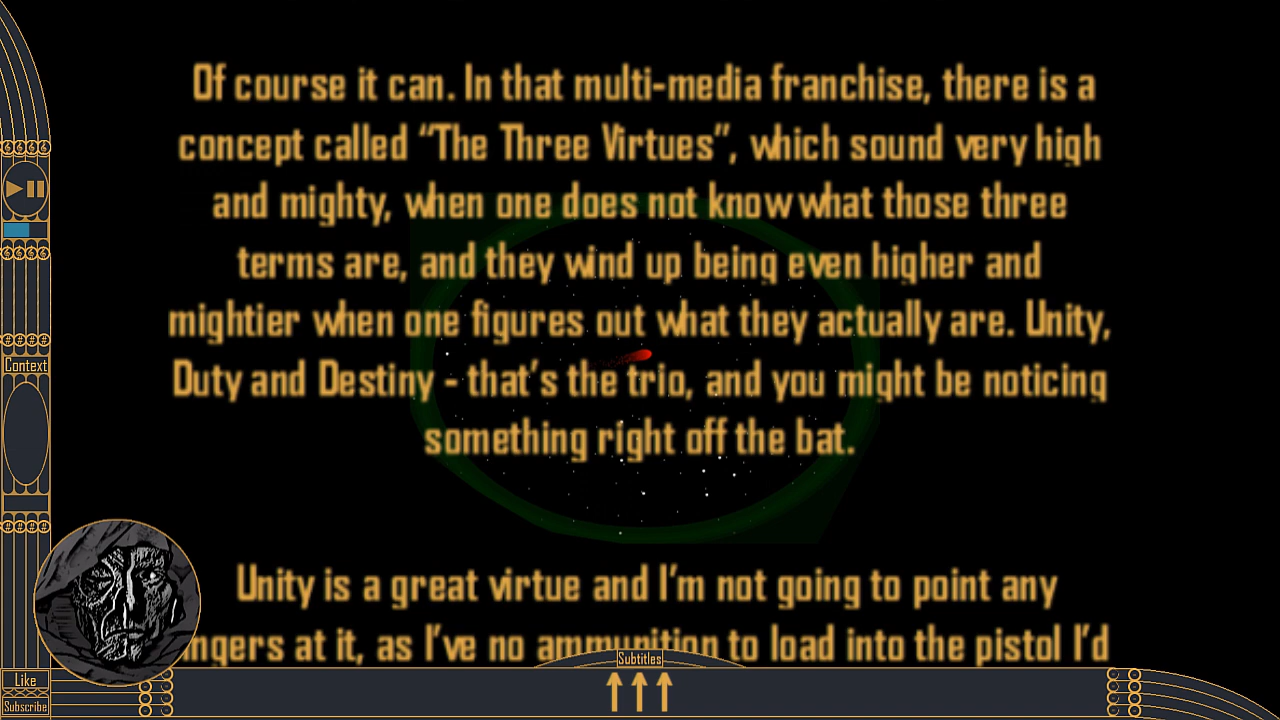 Of course it can. In that multi-media franchise, there is a
concept called “The Three Virtues”, which sound very high
and mighty, when one does not know what those three
terms are, and they wind up being even higher and
mightier when one figures out what they actually are. Unity,
Duty and Destiny - that’s the trio, and you might be noticing
something right off the bat.
Context
Unity is a great virtue and I’m not going to point any
at it, as I’ve no ammunition to load into the pistol I’d
Subtitles
Like
Subscribe